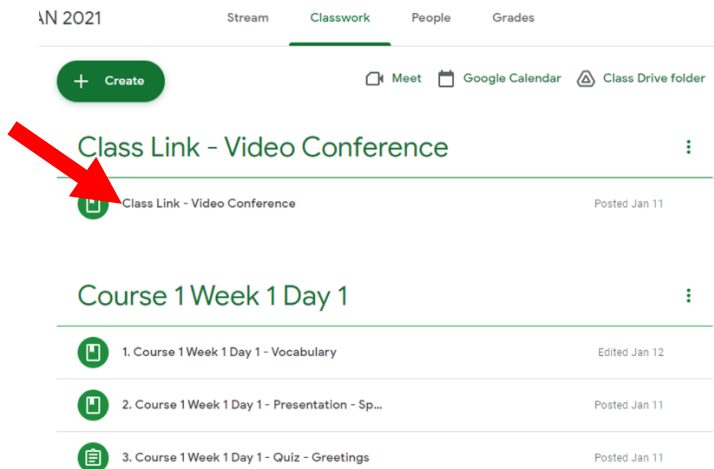 AN 2021
Stream Classwork People Grades
+ Create
Meet Google Calendar Class Drive folder
Class Link - Video Conference
Class Link - Video Conference Posted Jan 11
Course 1 Week 1 Day 1
1. Course 1 Week 1 Day 1 - Vocabulary Edited Jan 12
2. Course 1 Week 1 Day 1 - Presentation - Sp... Posted Jan 11
3. Course 1 Week 1 Day 1 - Quiz - Greetings Posted Jan 11